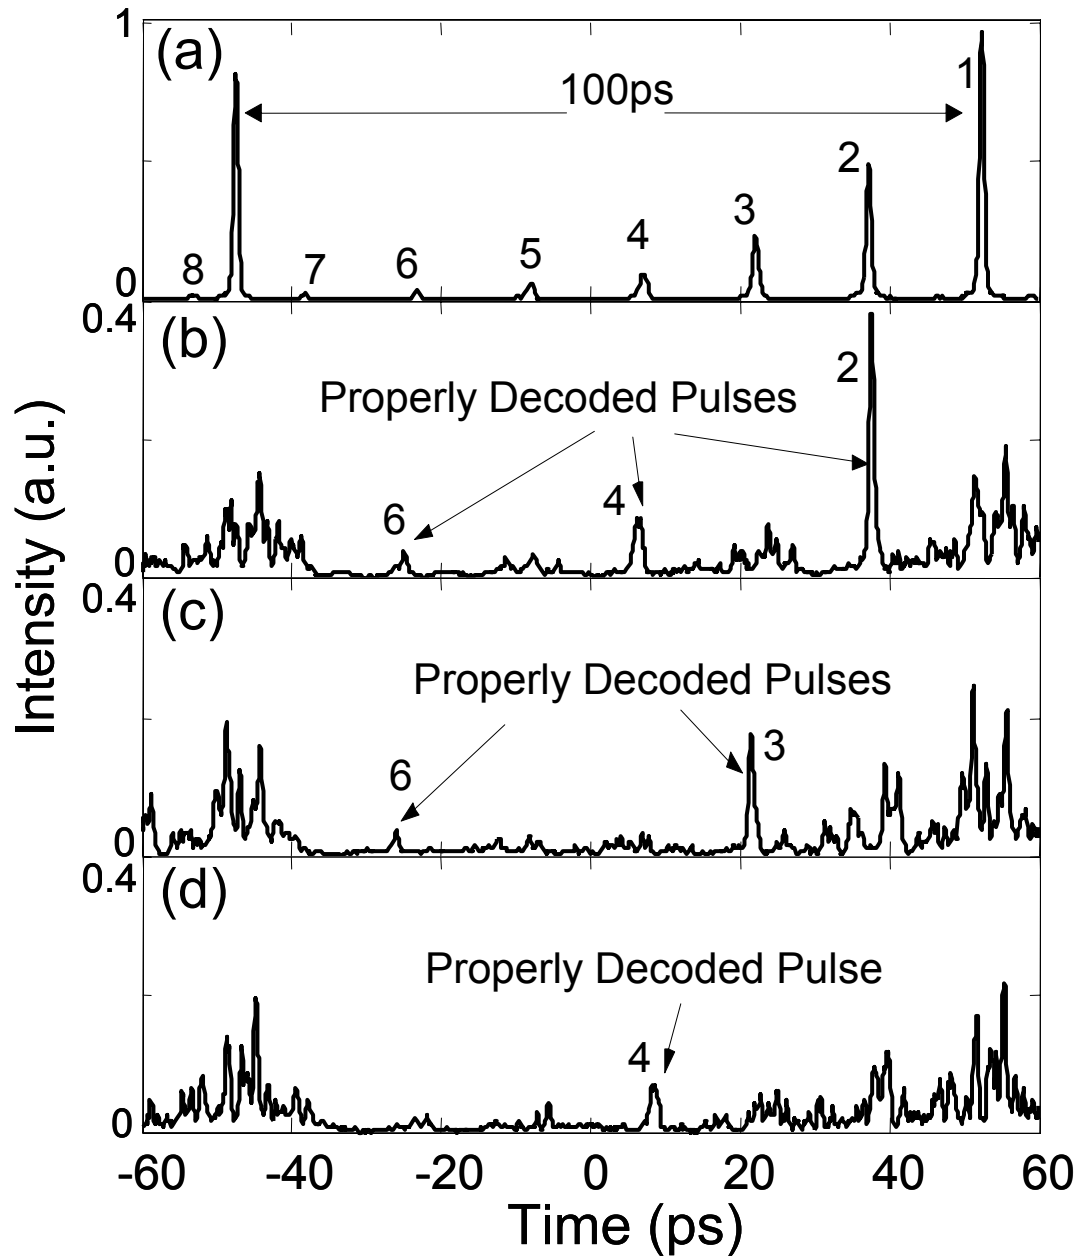 1
(a)
1
100ps
2
3
4
8
7
6
5
0
0.4
(b)
2
Properly Decoded Pulses
6
4
0
0.4
(c)
Properly Decoded Pulses
3
6
0
0.4
(d)
Properly Decoded Pulse
4
0
-60
-40
-20
0
20
40
60
Time (ps)
Intensity (a.u.)